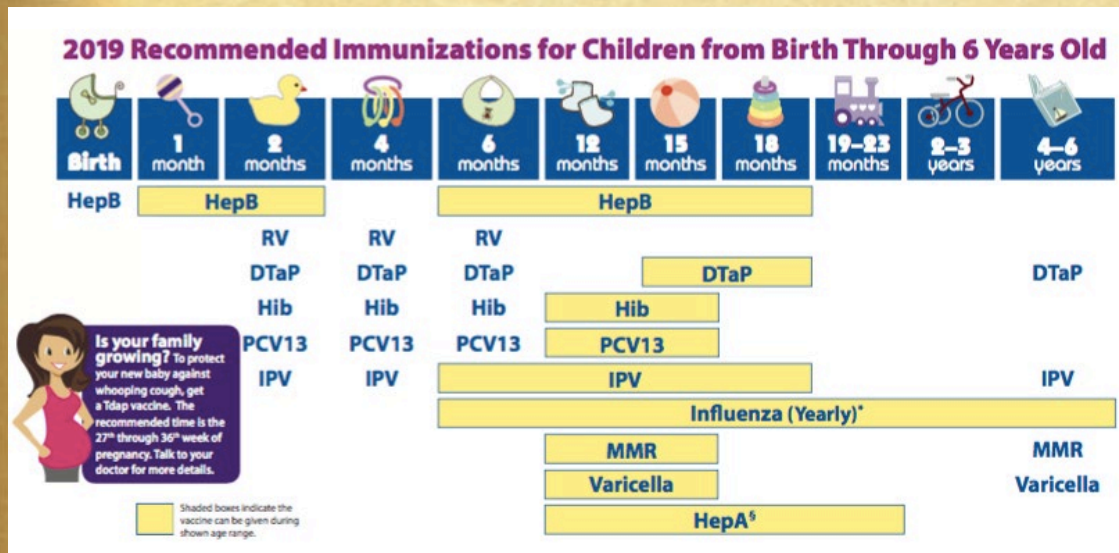 2019 Recommended Immunizations for Children from Birth Through 6 Years Old
Birth
1 month
2 months
4 months
6 months
12 months
15 months
18 months
19–23 months
2–3 years
4–6 years
HepB HepB HepB
RV RV RV
DTaP DTaP DTaP DTaP DTaP
Hib Hib Hib Hib
PCV13 PCV13 PCV13 PCV13
IPV IPV IPV IPV
Influenza (Yearly)*
MMR MMR
Varicella Varicella
HepA§
Is your family
growing? To protect
your new baby against
whooping cough, get
a Tdap vaccine. The
recommended time is the
27th through 36th week of
pregnancy. Talk to your
doctor for more details.
Shaded boxes indicate the
vaccine can be given during
shown age range.